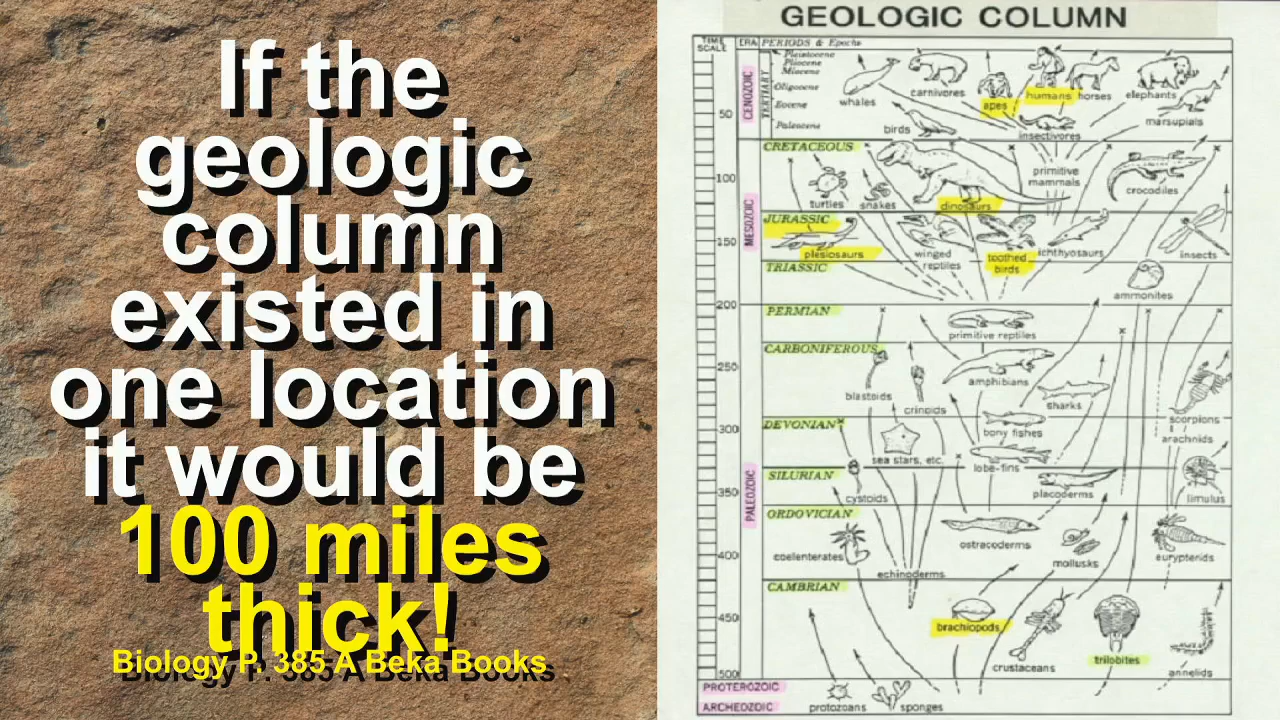 If the
geologic
column
existed in
one location
it would be
100 miles
thick!
Biology P. 385 A Beka Books
GEOLOGIC COLUMN
TIME SCALE
ERA
PERIODS & Epochs
CENOZOIC
TERTIARY
Pleistocene
Pliocene
Miocene
Oligocene
Eocene
Paleocene
whales
carnivores
apes
humans
horses
elephants
marsupials
birds
insectivores
50
CRETACEOUS
100
turtles
snakes
dinosaurs
primitive
mammals
crocodiles
MESOZOIC
JURASSIC
150
plesiosaurs
winged
reptiles
toothed
birds
ichthyosaurs
insects
TRIASSIC
ammonites
200
PERMIAN
primitive reptiles
CARBONIFEROUS
250
blastoids
crinoids
amphibians
sharks
scorpions
arachnids
DEVONIAN
300
sea stars, etc.
bony fishes
lobe-fins
PALEOZOIC
SILURIAN
350
cystoids
placoderms
limulus
ORDOVICIAN
400
coelenterates
echinoderms
ostracoderms
mollusks
eurypterids
CAMBRIAN
450
brachiopods
crustaceans
trilobites
annelids
500
PROTEROZOIC
ARCHEOZOIC
protozoans
sponges